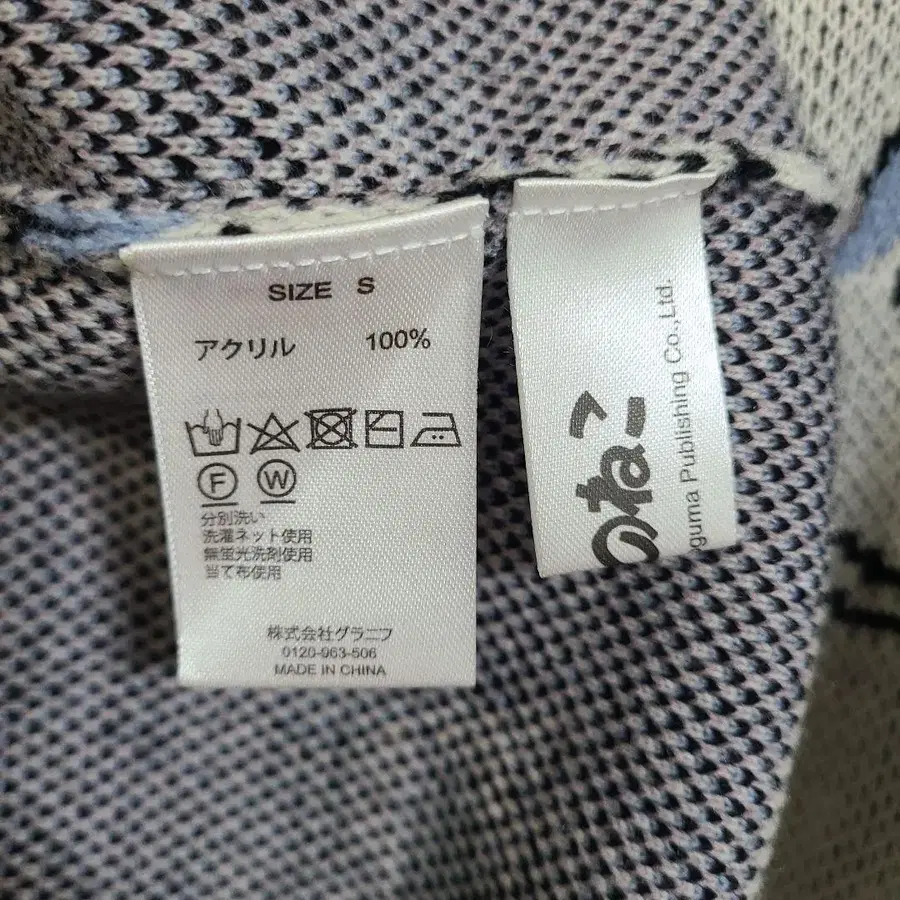 SIZE S
アクリル 100%
F W
分別洗い
洗濯ネット使用
無蛍光洗剤使用
当て布使用
株式会社グラニフ
0120-963-506
MADE IN CHINA
のねこ
oguma Publishing Co.,Ltd.